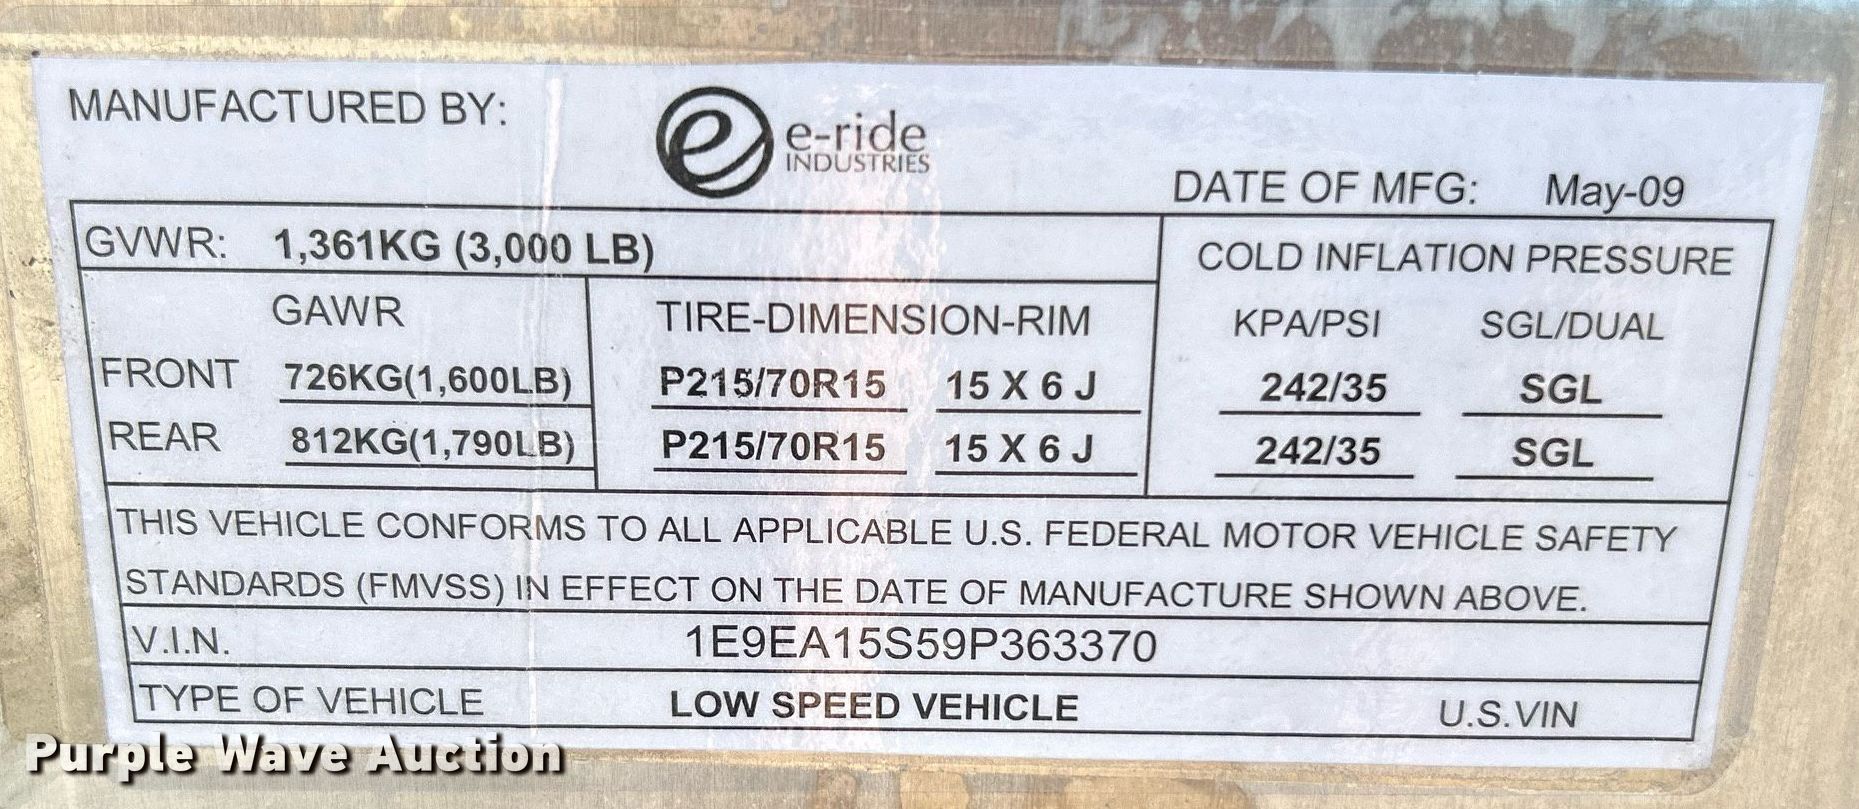 MANUFACTURED BY:
e e-ride
INDUSTRIES
DATE OF MFG: May-09
GVWR: 1,361KG (3,000 LB)
COLD INFLATION PRESSURE
GAWR TIRE-DIMENSION-RIM KPA/PSI SGL/DUAL
FRONT 726KG(1,600LB) P215/70R15 15 X 6 J 242/35 SGL
REAR 812KG(1,790LB) P215/70R15 15 X 6 J 242/35 SGL
THIS VEHICLE CONFORMS TO ALL APPLICABLE U.S. FEDERAL MOTOR VEHICLE SAFETY
STANDARDS (FMVSS) IN EFFECT ON THE DATE OF MANUFACTURE SHOWN ABOVE.
V.I.N. 1E9EA15S59P363370
TYPE OF VEHICLE LOW SPEED VEHICLE U.S.VIN
Purple Wave Auction